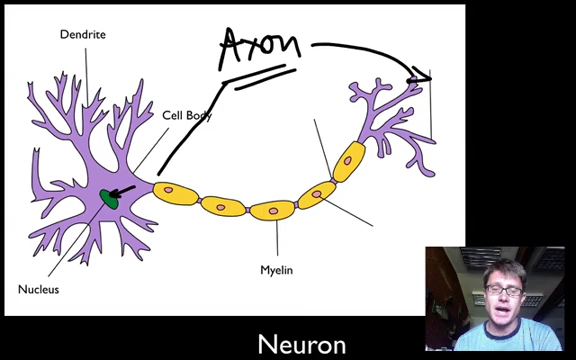 Axon
Dendrite
Cell Body
Myelin
Nucleus
Neuron